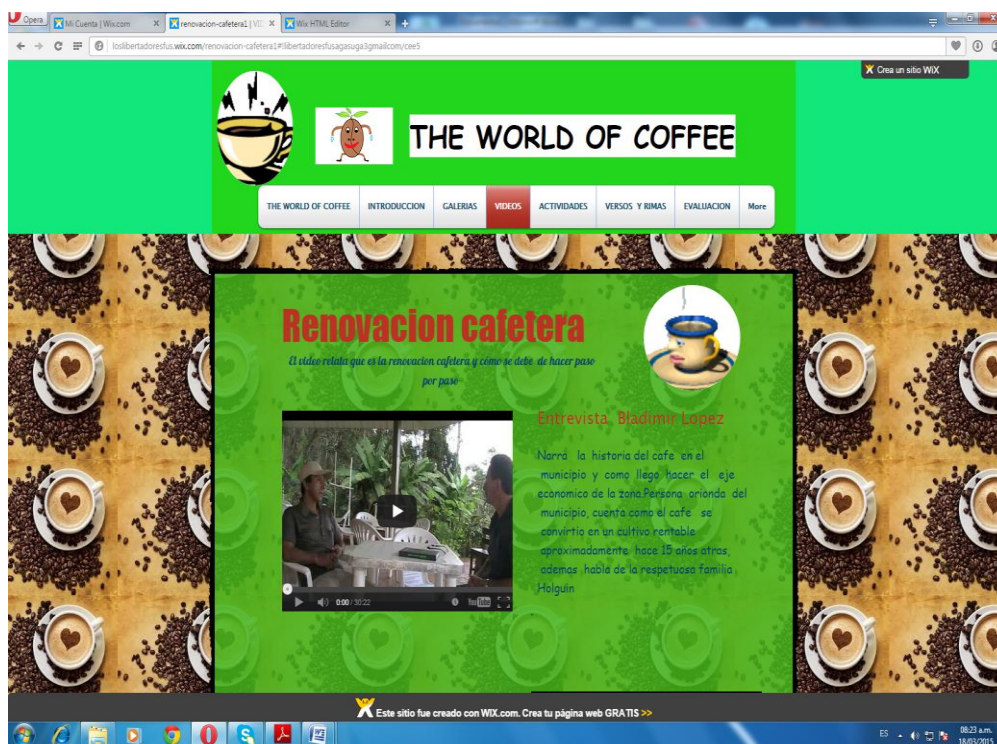 Opera
Mi Cuenta | Wix.com
renovacion-cafetera1 | VID
Wix HTML Editor
loslibertadoresfus.wix.com/renovacion-cafetera1#!libertadoresfusagasuga3gmailcom/cee5
Crea un sitio WiX
THE WORLD OF COFFEE
THE WORLD OF COFFEE
INTRODUCCION
GALERIAS
VIDEOS
ACTIVIDADES
VERSOS Y RIMAS
EVALUACION
More
Renovacion cafetera
El video relata que es la renovacion cafetera y cómo se debe de hacer paso
por paso
Entrevista Bladimir Lopez
Narra la historia del cafe en el
municipio y como llego hacer el eje
economico de la zona.Persona orionda del
municipio, cuenta como el cafe se
convirtio en un cultivo rentable
aproximadamente hace 15 años atras,
ademas habla de la respetuosa familia
Holguin
0:00 / 30:22
YouTube
Este sitio fue creado con WIX.com. Crea tu página web GRATIS >>
ES
08:23 a.m.
18/03/2015